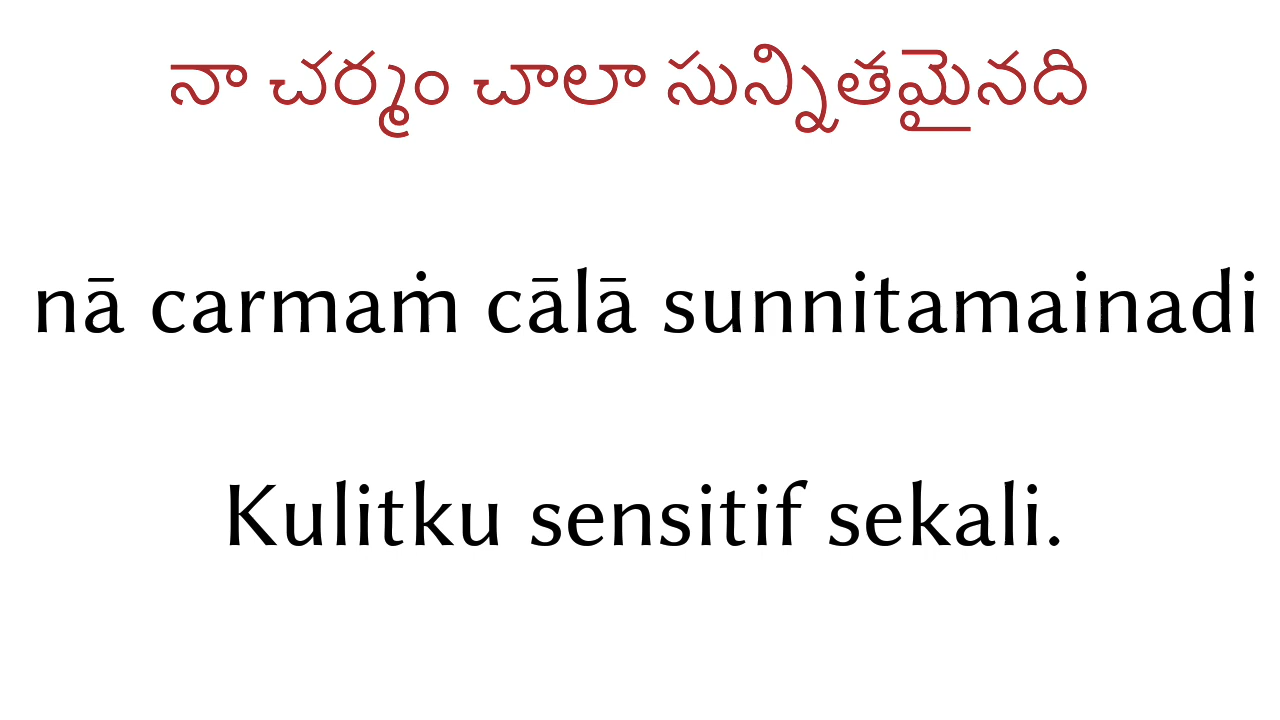 నా చర్మం చాలా సున్నితమైనది
nā carmaṁ cālā sunnitamainadi
Kulitku sensitif sekali.